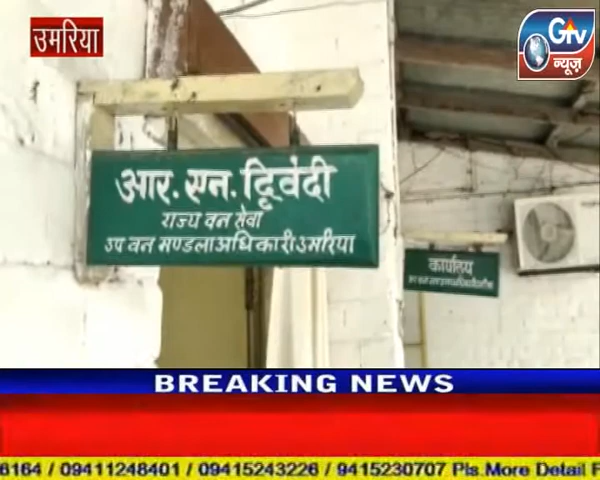 उमरिया
GTV
न्यूज़
आर. एन. द्विवेदी
राज्य वन सेवा
उप वन मण्डलाअधिकारी उमरिया
कार्यालय
BREAKING NEWS
6164 / 09411248401 / 09415243226 / 9415230707 Pls.More Detail F